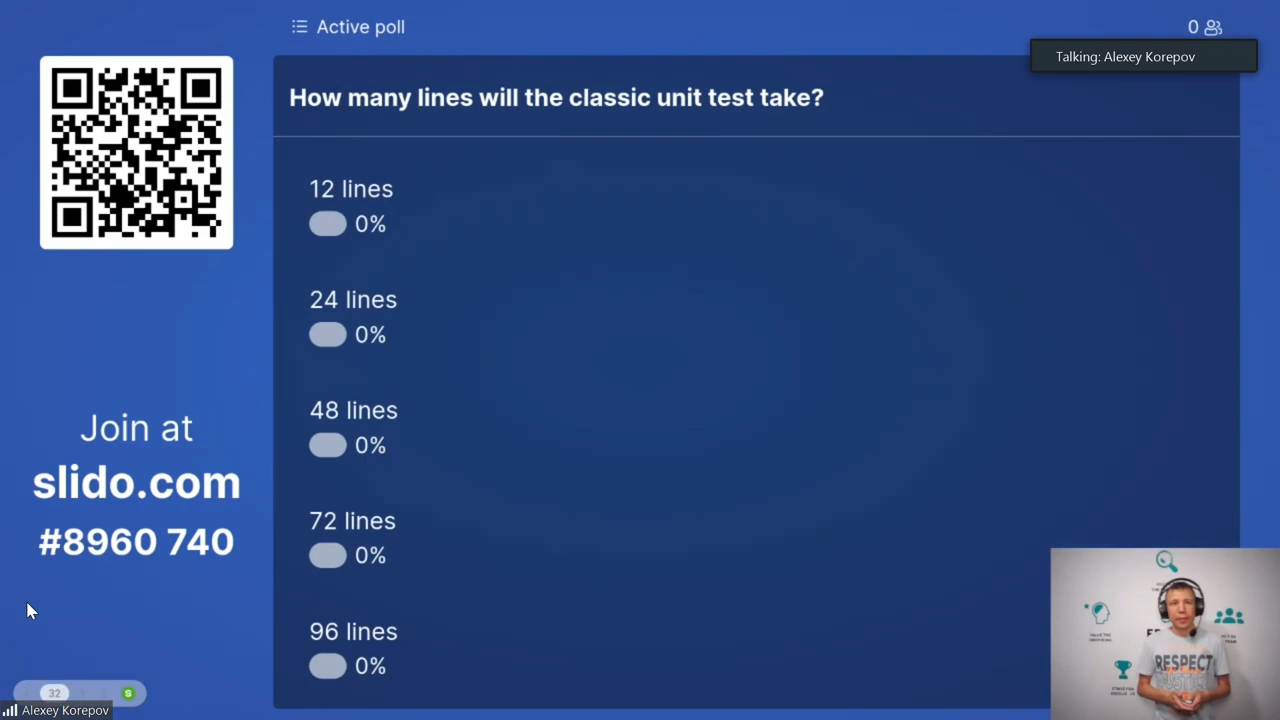 Active poll
0
Talking: Alexey Korepov
How many lines will the classic unit test take?
12 lines
0%
24 lines
0%
48 lines
0%
72 lines
0%
96 lines
0%
Join at
slido.com
#8960 740
32
S
Alexey Korepov
RESPECT